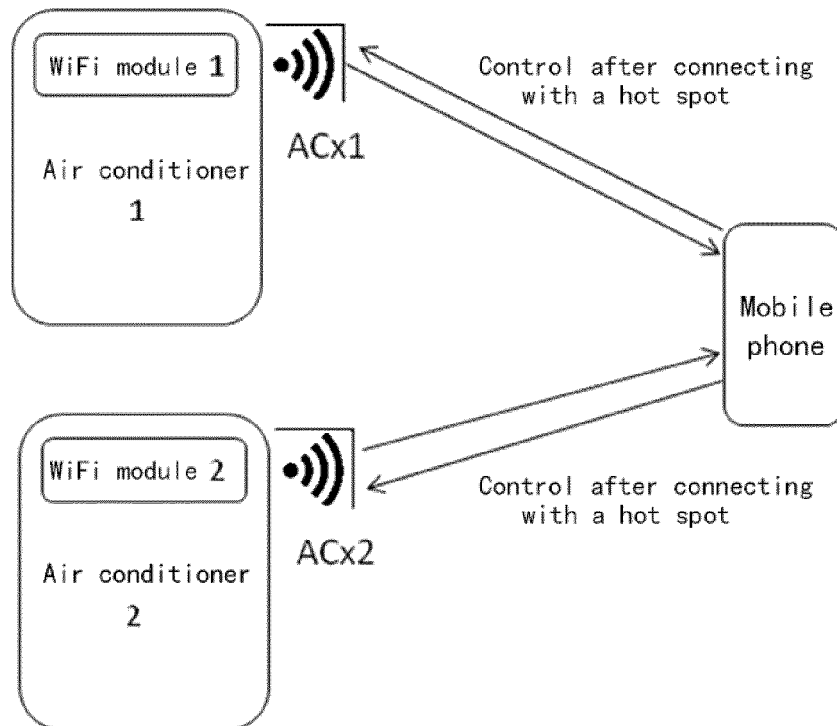 WiFi module 1
Air conditioner
1
ACx1
Control after connecting
with a hot spot
Mobile
phone
WiFi module 2
Air conditioner
2
ACx2
Control after connecting
with a hot spot